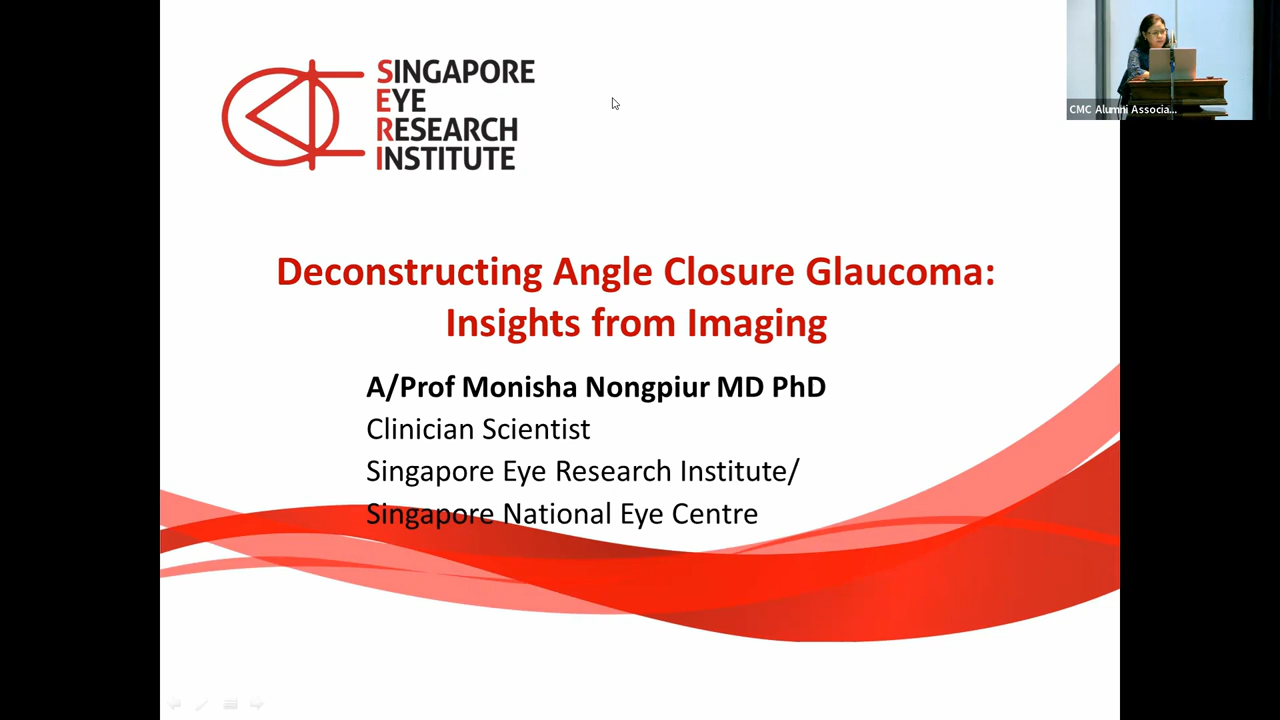 SINGAPORE
EYE
RESEARCH
INSTITUTE
CMC Alumni Associa...
Deconstructing Angle Closure Glaucoma:
Insights from Imaging
A/Prof Monisha Nongpiur MD PhD
Clinician Scientist
Singapore Eye Research Institute/
Singapore National Eye Centre